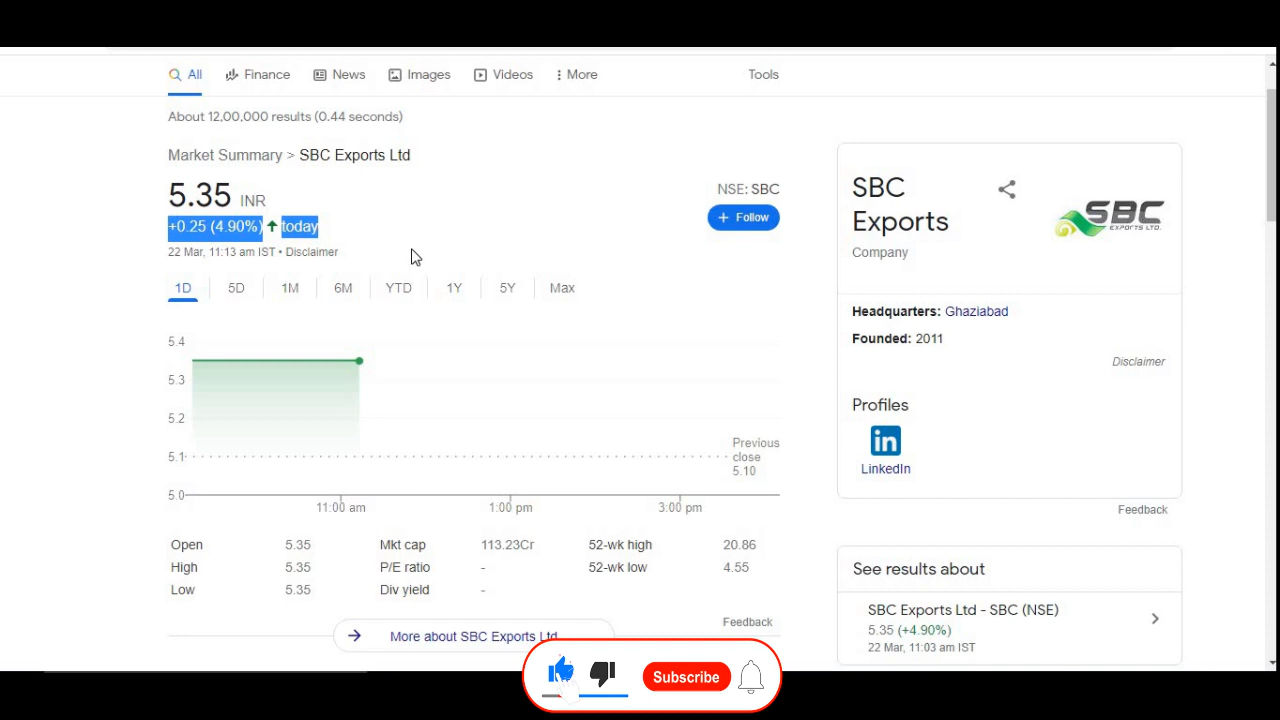 All Finance News Images Videos More Tools
About 12,00,000 results (0.44 seconds)
Market Summary > SBC Exports Ltd
5.35 INR
+0.25 (4.90%) today
22 Mar, 11:13 am IST • Disclaimer
NSE: SBC
+ Follow
1D 5D 1M 6M YTD 1Y 5Y Max
5.4
5.3
5.2
5.1
5.0
Previous
close
5.10
11:00 am 1:00 pm 3:00 pm
Open 5.35 Mkt cap 113.23Cr 52-wk high 20.86
High 5.35 P/E ratio - 52-wk low 4.55
Low 5.35 Div yield -
Feedback
More about SBC Exports Ltd
SBC
Exports
Company
SBC
EXPORTS LTD.
Headquarters: Ghaziabad
Founded: 2011
Disclaimer
Profiles
in
LinkedIn
Feedback
See results about
SBC Exports Ltd - SBC (NSE)
5.35 (+4.90%)
22 Mar, 11:03 am IST
Subscribe